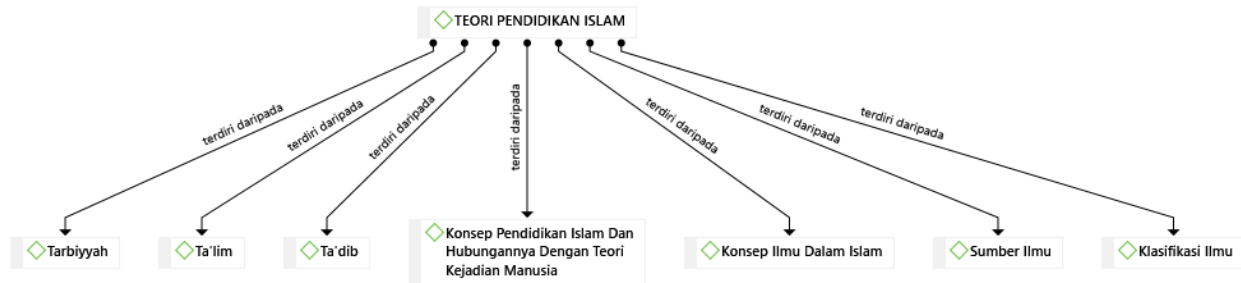 TEORI PENDIDIKAN ISLAM
terdiri daripada
terdiri daripada
terdiri daripada
terdiri daripada
terdiri daripada
terdiri daripada
terdiri daripada
Tarbiyyah
Ta'lim
Ta'dib
Konsep Pendidikan Islam Dan
Hubungannya Dengan Teori
Kejadian Manusia
Konsep Ilmu Dalam Islam
Sumber Ilmu
Klasifikasi Ilmu